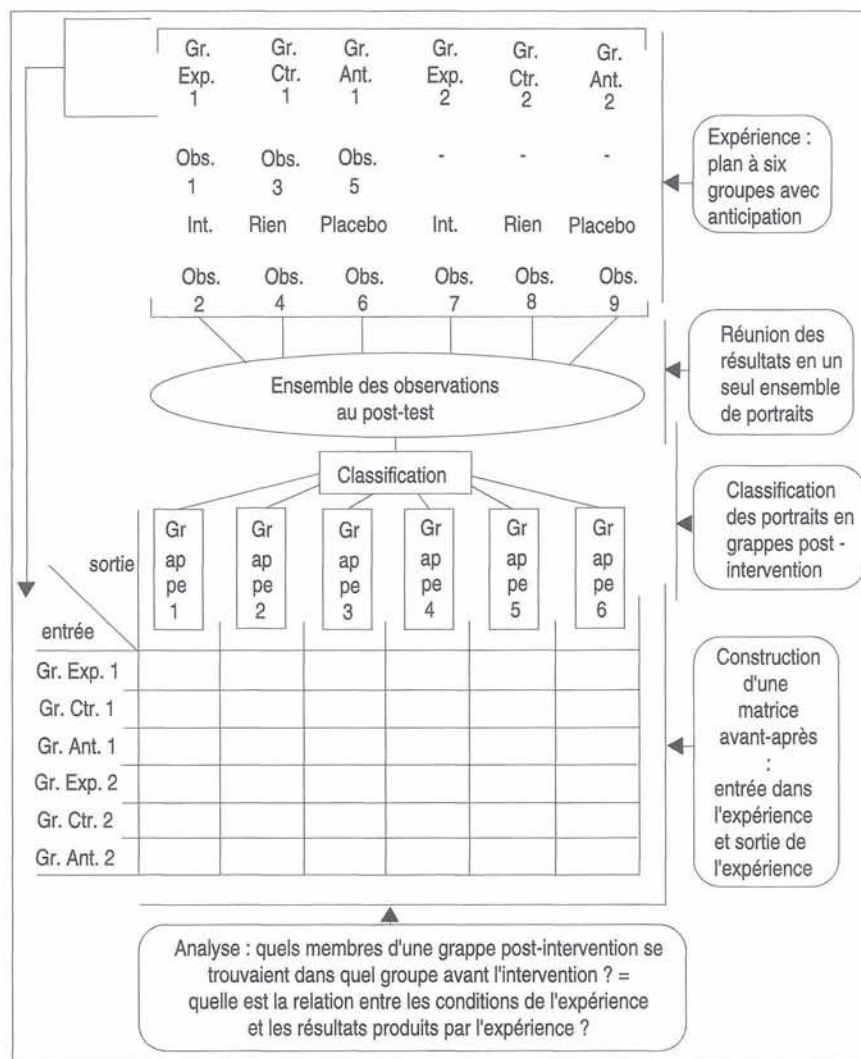 Gr. Gr. Gr. Gr. Gr. Gr.
Exp. Ctr. Ant. Exp. Ctr. Ant.
1 1 1 2 2 2
Obs. Obs. Obs. - - -
1 3 5
Int. Rien Placebo Int. Rien Placebo
Obs. Obs. Obs. Obs. Obs. Obs.
2 4 6 7 8 9
Expérience :
plan à six
groupes avec
anticipation
Ensemble des observations
au post-test
Réunion des
résultats en un
seul ensemble
de portraits
Classification
Classification
des portraits en
grappes post -
intervention
sortie
Gr Gr Gr Gr Gr Gr
ap ap ap ap ap ap
pe pe pe pe pe pe
1 2 3 4 5 6
entrée
Gr. Exp. 1
Gr. Ctr. 1
Gr. Ant. 1
Gr. Exp. 2
Gr. Ctr. 2
Gr. Ant. 2
Construction
d'une
matrice
avant-après
:
entrée dans
l'expérience
et sortie de
l'expérience
Analyse : quels membres d'une grappe post-intervention se
trouvaient dans quel groupe avant l'intervention ? =
quelle est la relation entre les conditions de l'expérience
et les résultats produits par l'expérience ?